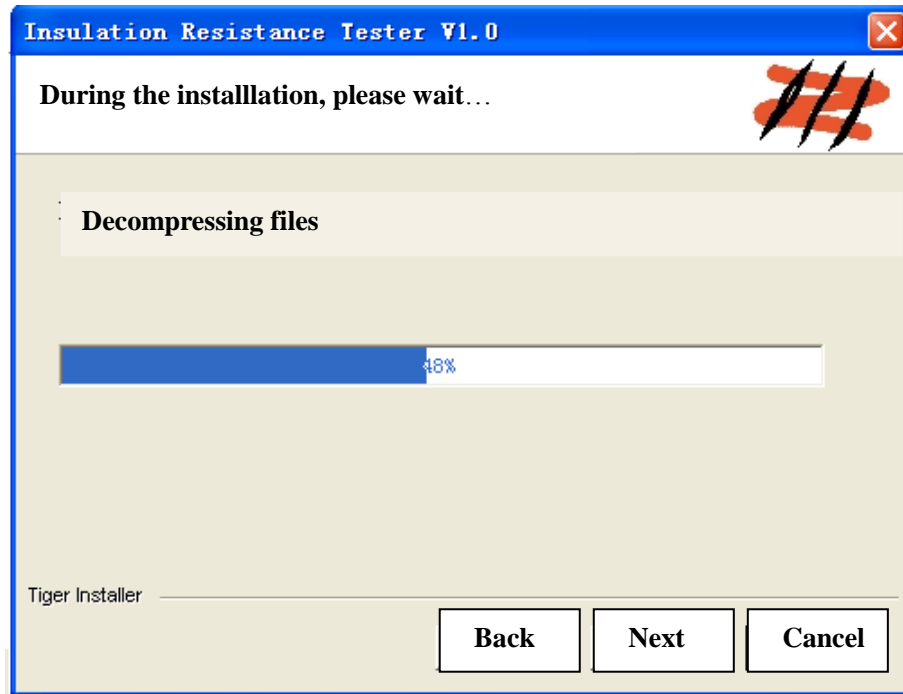 Insulation Resistance Tester V1.0
During the installlation, please wait…
Decompressing files
48%
Tiger Installer
Back Next Cancel